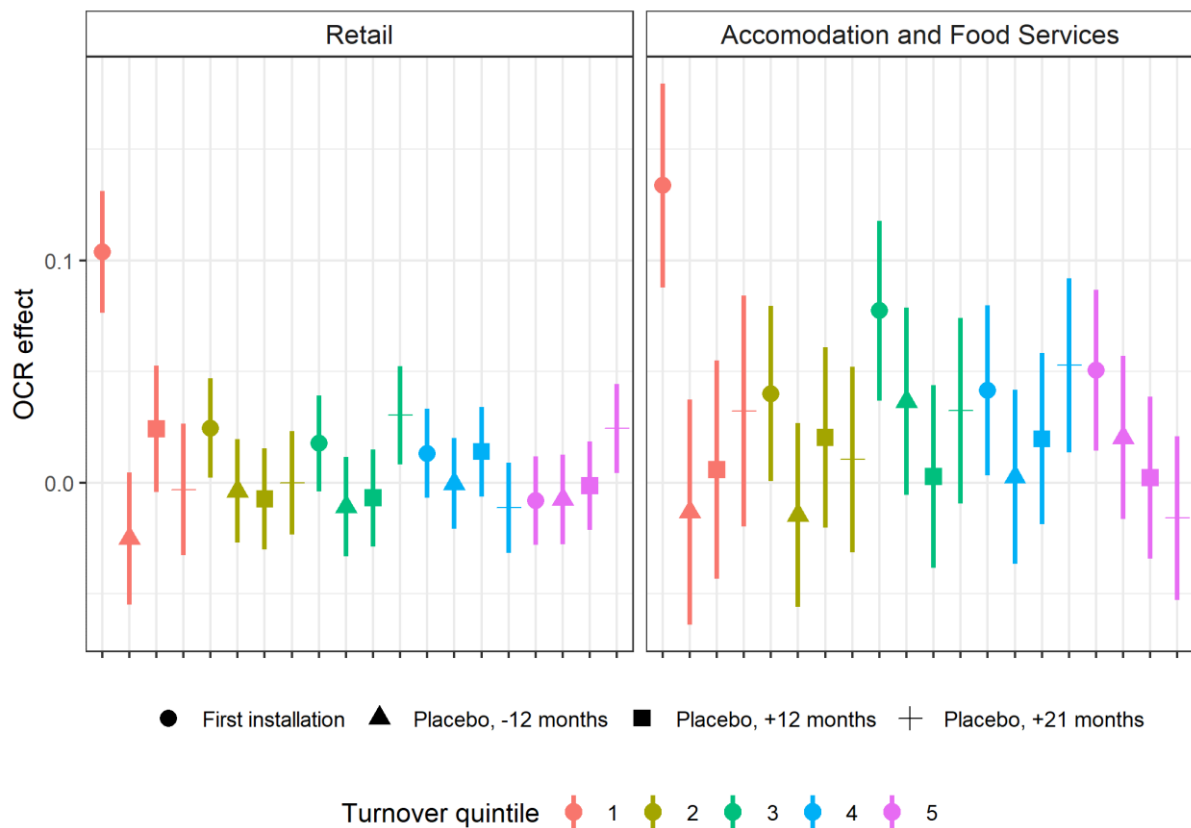 Retail
Accomodation and Food Services
OCR effect
0.1
0.0
First installation
Placebo, -12 months
Placebo, +12 months
Placebo, +21 months
Turnover quintile
1
2
3
4
5